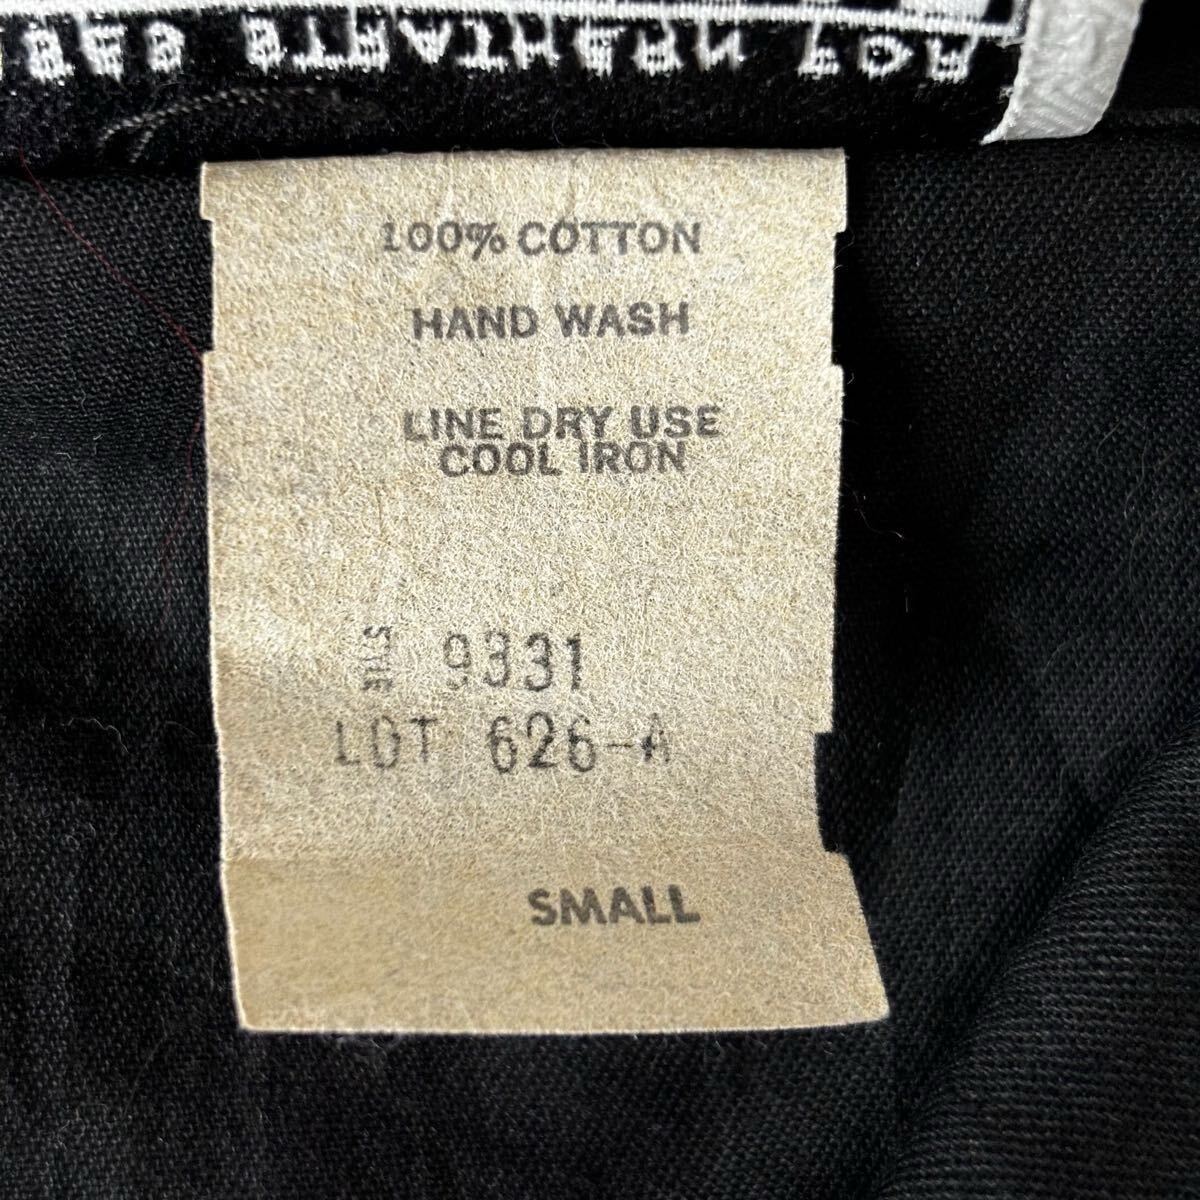 100% COTTON
HAND WASH
LINE DRY USE
COOL IRON
STYLE 9331
LOT 626-A
SMALL